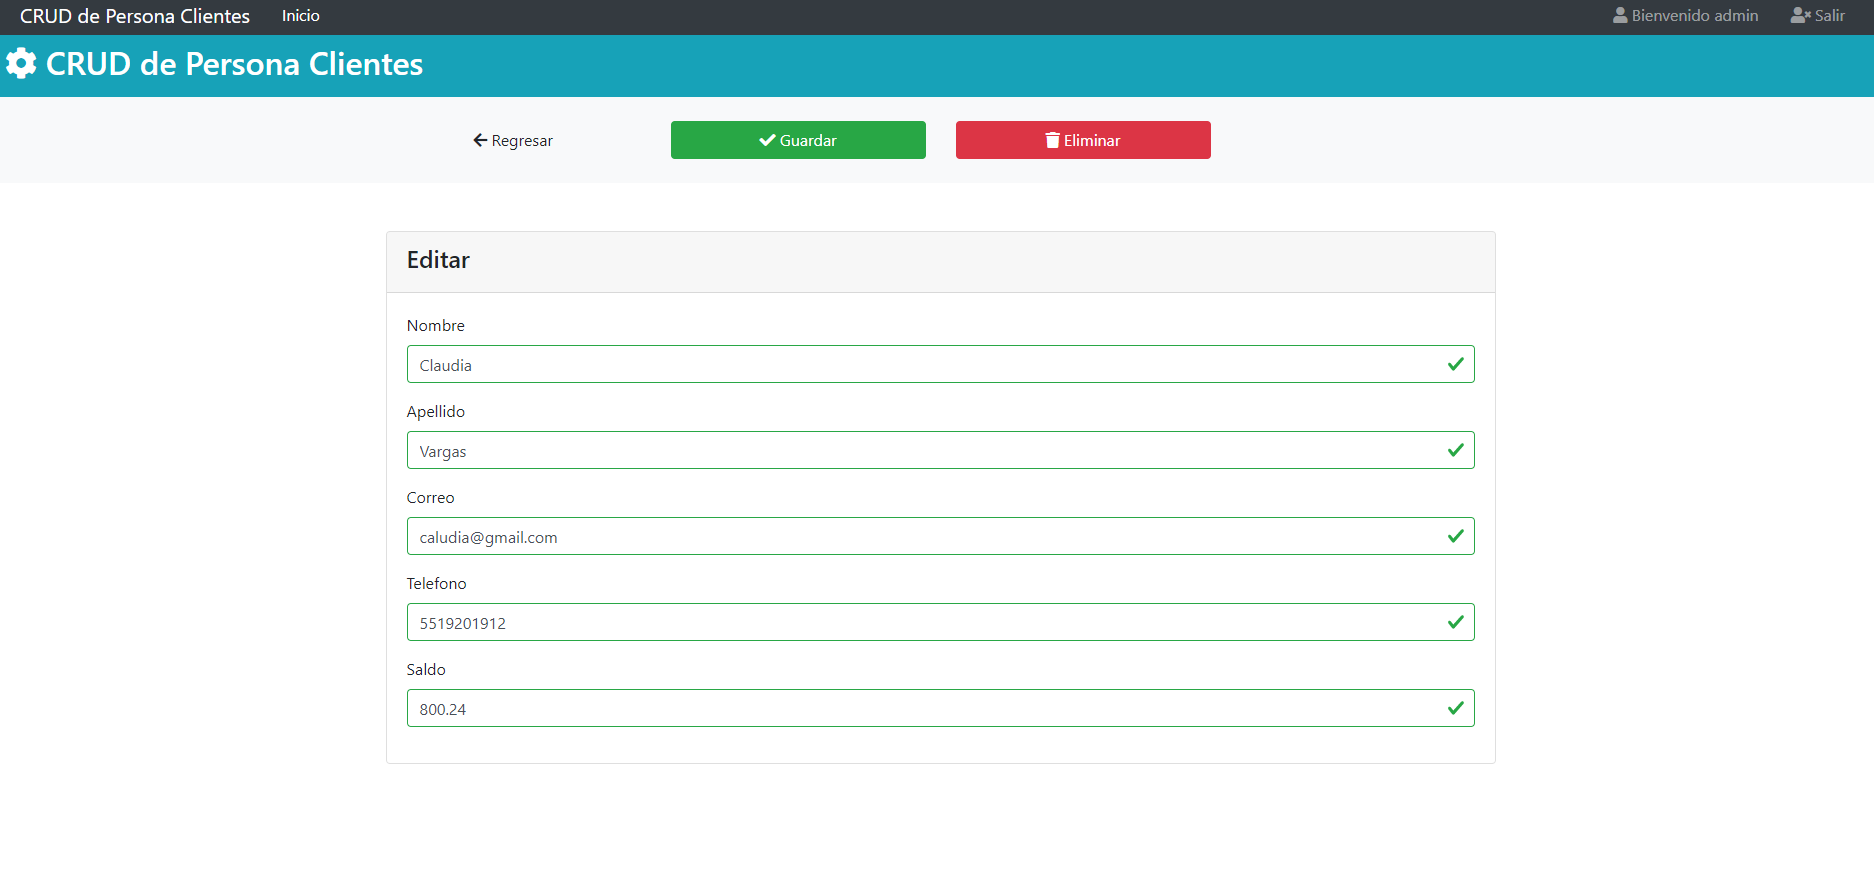 CRUD de Persona Clientes Inicio Bienvenido admin Salir
CRUD de Persona Clientes
Regresar Guardar Eliminar
Editar
Nombre
Claudia
Apellido
Vargas
Correo
caludia@gmail.com
Telefono
5519201912
Saldo
800.24